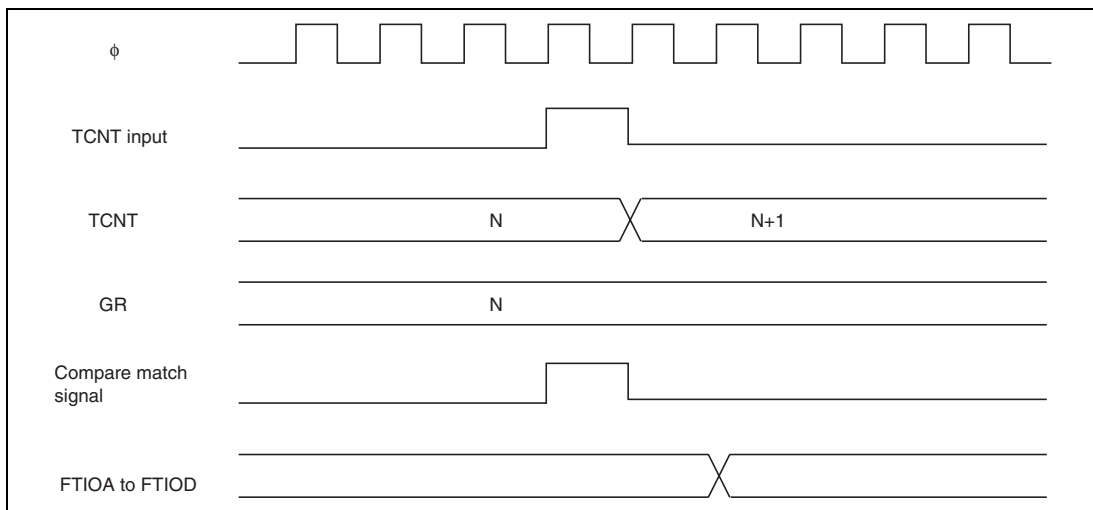 ϕ
TCNT input
TCNT
N
N+1
GR
N
Compare match
signal
FTIOA to FTIOD